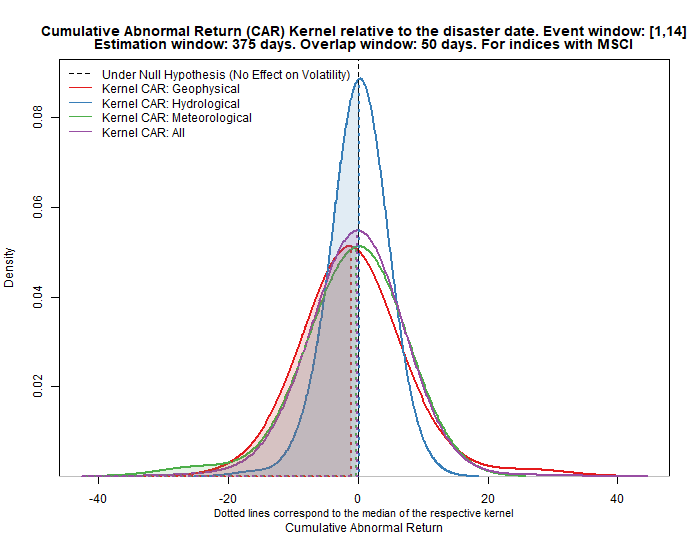 Cumulative Abnormal Return (CAR) Kernel relative to the disaster date. Event window: [1,14]
Estimation window: 375 days. Overlap window: 50 days. For indices with MSCI
Under Null Hypothesis (No Effect on Volatility)
Kernel CAR: Geophysical
Kernel CAR: Hydrological
Kernel CAR: Meteorological
Kernel CAR: All
0.08
0.06
0.04
0.02
Density
-40 -20 0 20 40
Dotted lines correspond to the median of the respective kernel
Cumulative Abnormal Return